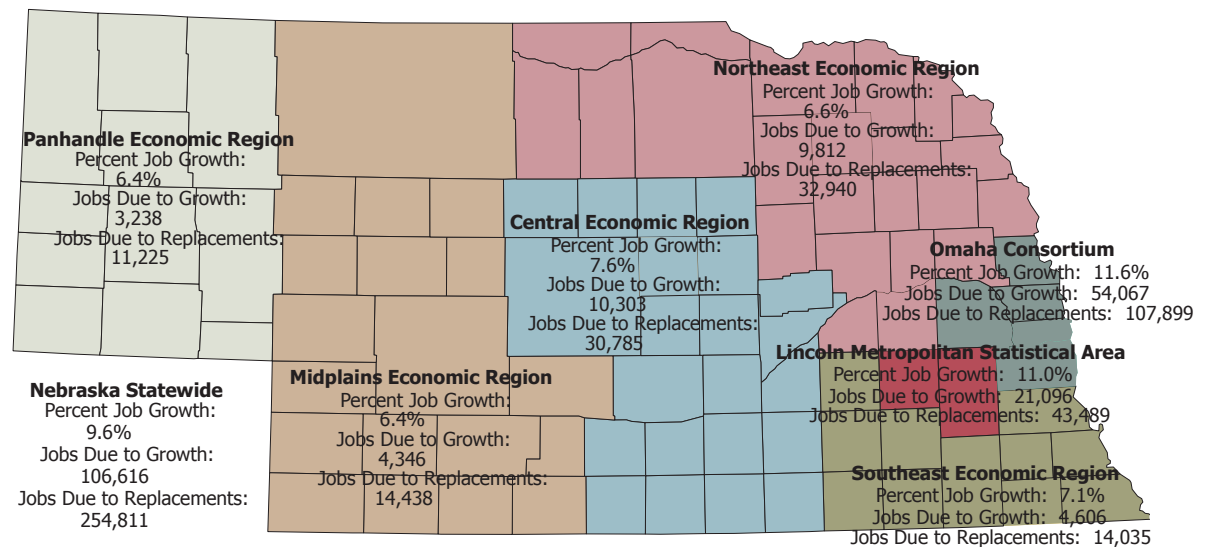 Northeast Economic Region
Percent Job Growth:
6.6%
Jobs Due to Growth:
9,812
Jobs Due to Replacements:
32,940
Panhandle Economic Region
Percent Job Growth:
6.4%
Jobs Due to Growth:
3,238
Jobs Due to Replacements:
11,225
Central Economic Region
Percent Job Growth:
7.6%
Jobs Due to Growth:
10,303
Jobs Due to Replacements:
30,785
Omaha Consortium
Percent Job Growth: 11.6%
Jobs Due to Growth: 54,067
Jobs Due to Replacements: 107,899
Lincoln Metropolitan Statistical Area
Percent Job Growth: 11.0%
Jobs Due to Growth: 21,096
Jobs Due to Replacements: 43,489
Midplains Economic Region
Percent Job Growth:
6.4%
Jobs Due to Growth:
4,346
Jobs Due to Replacements:
14,438
Nebraska Statewide
Percent Job Growth:
9.6%
Jobs Due to Growth:
106,616
Jobs Due to Replacements:
254,811
Southeast Economic Region
Percent Job Growth: 7.1%
Jobs Due to Growth: 4,606
Jobs Due to Replacements: 14,035